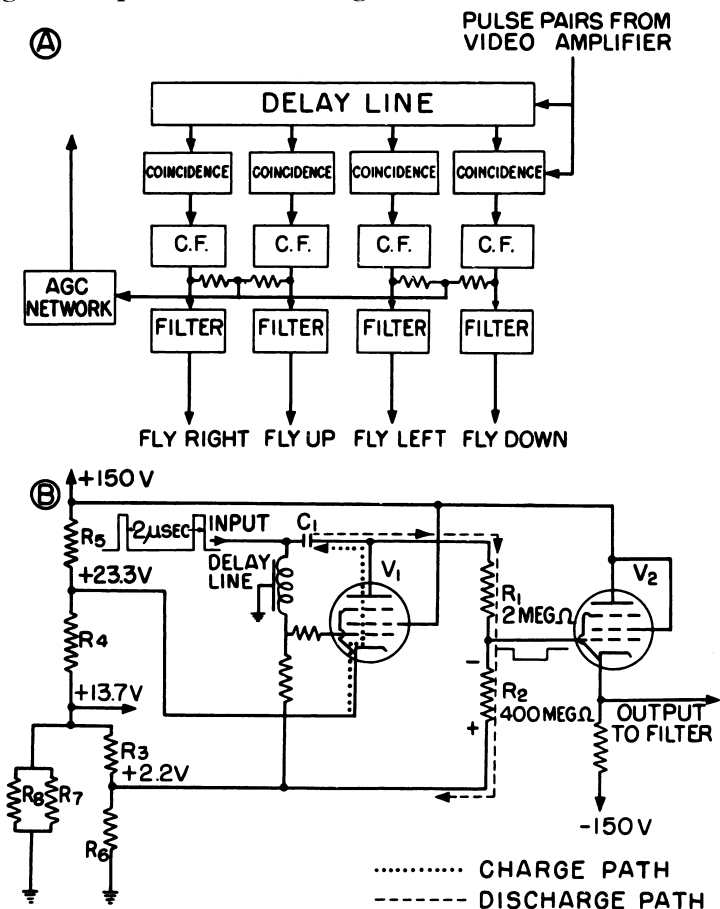 PULSE PAIRS FROM
VIDEO AMPLIFIER
A
DELAY LINE
COINCIDENCE COINCIDENCE COINCIDENCE COINCIDENCE
C.F. C.F. C.F. C.F.
AGC
NETWORK
FILTER FILTER FILTER FILTER
FLY RIGHT FLY UP FLY LEFT FLY DOWN
B
+150 V
R5
2μSEC
INPUT
C1
DELAY
LINE
V1
V2
+23.3V
R1
2 MEGΩ
R4
-
R2
400 MEGΩ
+
+13.7V
OUTPUT
TO FILTER
R3
+2.2V
R8 R7
R6
-150V
CHARGE PATH
DISCHARGE PATH